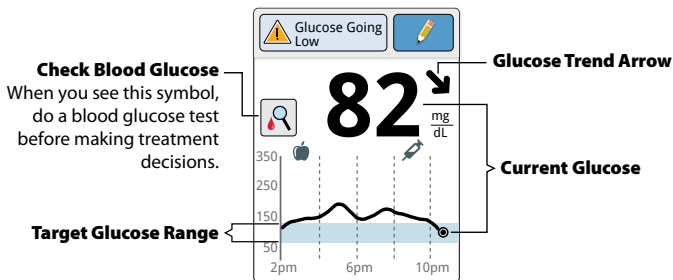 Glucose Going
Low
Check Blood Glucose
When you see this symbol,
do a blood glucose test
before making treatment
decisions.
82
mg
dL
Glucose Trend Arrow
Current Glucose
Target Glucose Range
350
250
150
50
2pm
6pm
10pm